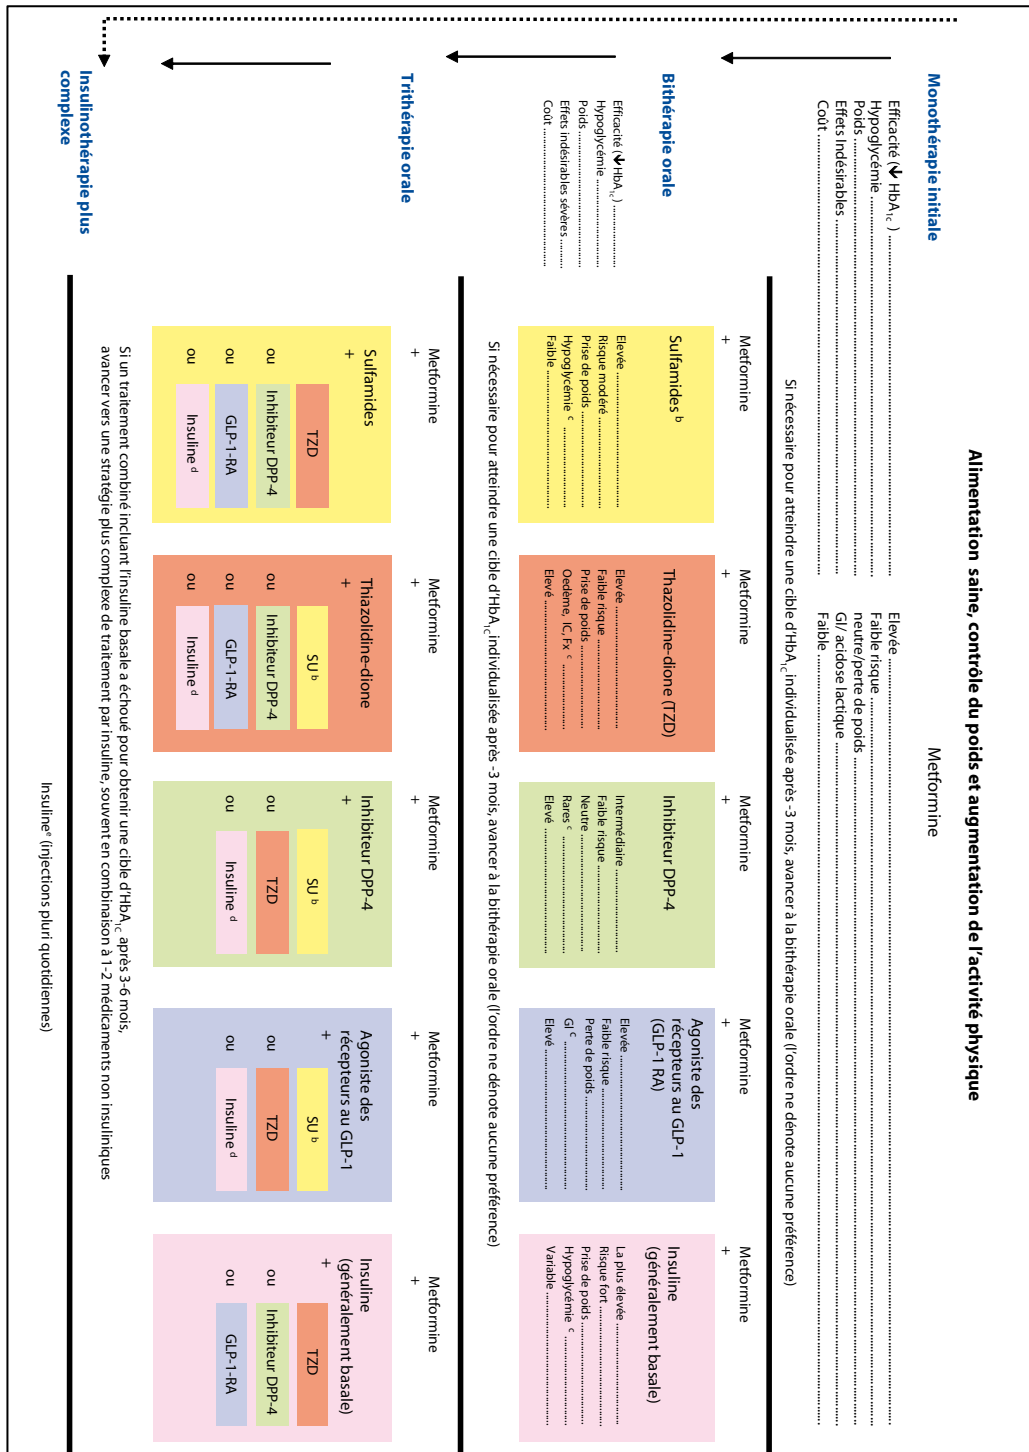 Alimentation saine, contrôle du poids et augmentation de l'activité physique
Monothérapie initiale
Metformine
Efficacité (↓ HbA1c) ........ Elevée
Hypoglycémie ........ Faible risque
Poids ........ neutre/perte de poids
Effets Indésirables ........ GI/ acidose lactique
Coût ........ Faible
Si nécessaire pour atteindre une cible d'HbA1C individualisée après -3 mois, avancer à la bithérapie orale (l'ordre ne dénote aucune préférence)
Bithérapie orale
Efficacité (↓ HbA1c)
Hypoglycémie
Poids
Effets indésirables sévères
Coût
Metformine
+
Sulfamides b
Elevée
Risque modéré
Prise de poids
Hypoglycémie c
Faible
Metformine
+
Thazolidine-dione (TZD)
Elevée
Faible risque
Prise de poids
Oedème, IC, Fx c
Elevé
Metformine
+
Inhibiteur DPP-4
Intermédiaire
Faible risque
Neutre
Rares c
Elevé
Metformine
+
Agoniste des
récepteurs au GLP-1
(GLP-1 RA)
Elevée
Faible risque
Perte de poids
GI c
Elevé
Metformine
+
Insuline
(généralement basale)
La plus élevée
Risque fort
Prise de poids
Hypoglycémie c
Variable
Si nécessaire pour atteindre une cible d'HbA1C individualisée après -3 mois, avancer à la bithérapie orale (l'ordre ne dénote aucune préférence)
Trithérapie orale
Metformine
+
Sulfamides
+
TZD
ou Inhibiteur DPP-4
ou GLP-1-RA
ou Insuline d
Metformine
+
Thiazolidine-dione
+
SU b
ou Inhibiteur DPP-4
ou GLP-1-RA
ou Insuline d
Metformine
+
Inhibiteur DPP-4
+
SU b
ou TZD
ou Insuline d
Metformine
+
Agoniste des
récepteurs au GLP-1
+
SU b
ou TZD
ou Insuline d
Metformine
+
Insuline
(généralement basale)
+
TZD
ou Inhibiteur DPP-4
ou GLP-1-RA
Si un traitement combiné incluant l'insuline basale a échoué pour obtenir une cible d'HbA1C après 3-6 mois,
avancer vers une stratégie plus complexe de traitement par insuline, souvent en combinaison à 1-2 médicaments non insuliniques
Insulinothérapie plus
complexe
Insuline e (injections pluri quotidiennes)